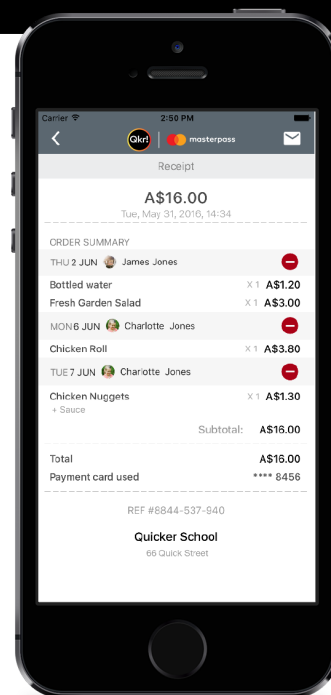 Carrier 2:50 PM
Qkr! masterpass
Receipt
A$16.00
Tue, May 31, 2016, 14:34
ORDER SUMMARY
THU 2 JUN James Jones
Bottled water X 1 A$1.20
Fresh Garden Salad X 1 A$3.00
MON 6 JUN Charlotte Jones
Chicken Roll X 1 A$3.80
TUE 7 JUN Charlotte Jones
Chicken Nuggets X 1 A$1.30
+ Sauce
Subtotal: A$16.00
Total A$16.00
Payment card used **** 8456
REF #8844-537-940
Quicker School
66 Quick Street